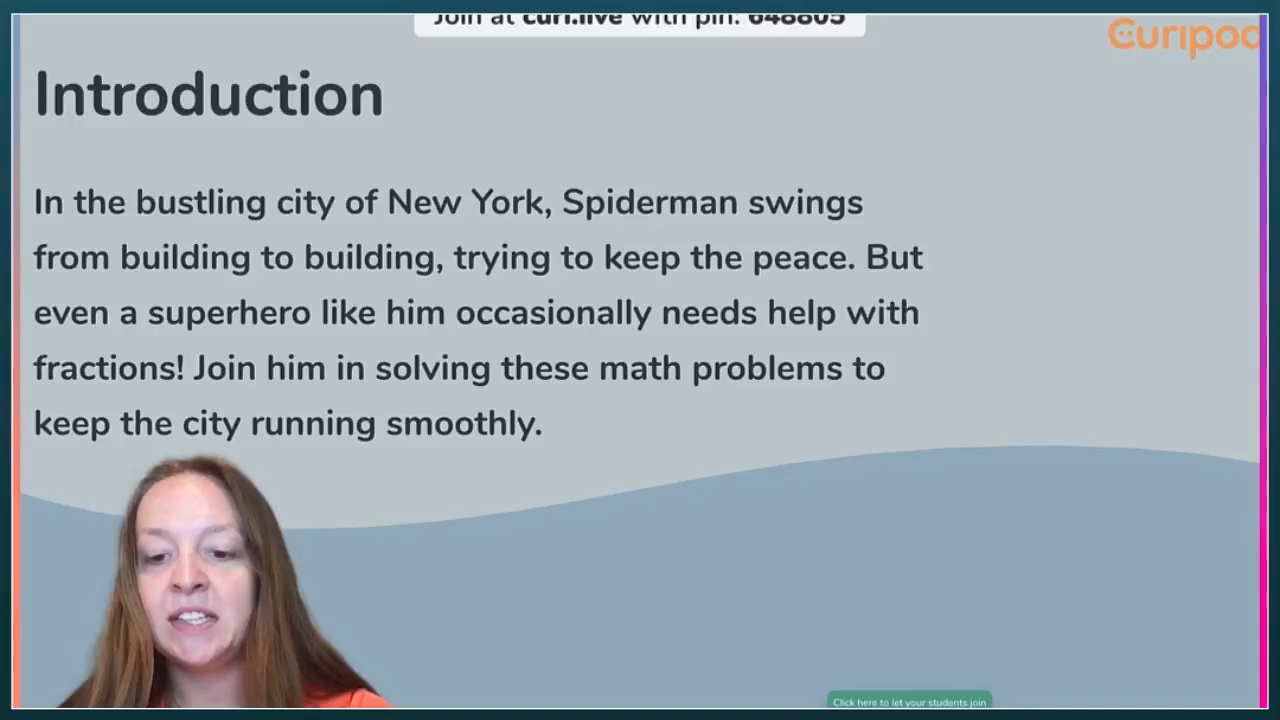 Join at curi.live with pin: 648805
Curipod
Introduction
In the bustling city of New York, Spiderman swings
from building to building, trying to keep the peace. But
even a superhero like him occasionally needs help with
fractions! Join him in solving these math problems to
keep the city running smoothly.
Click here to let your students join